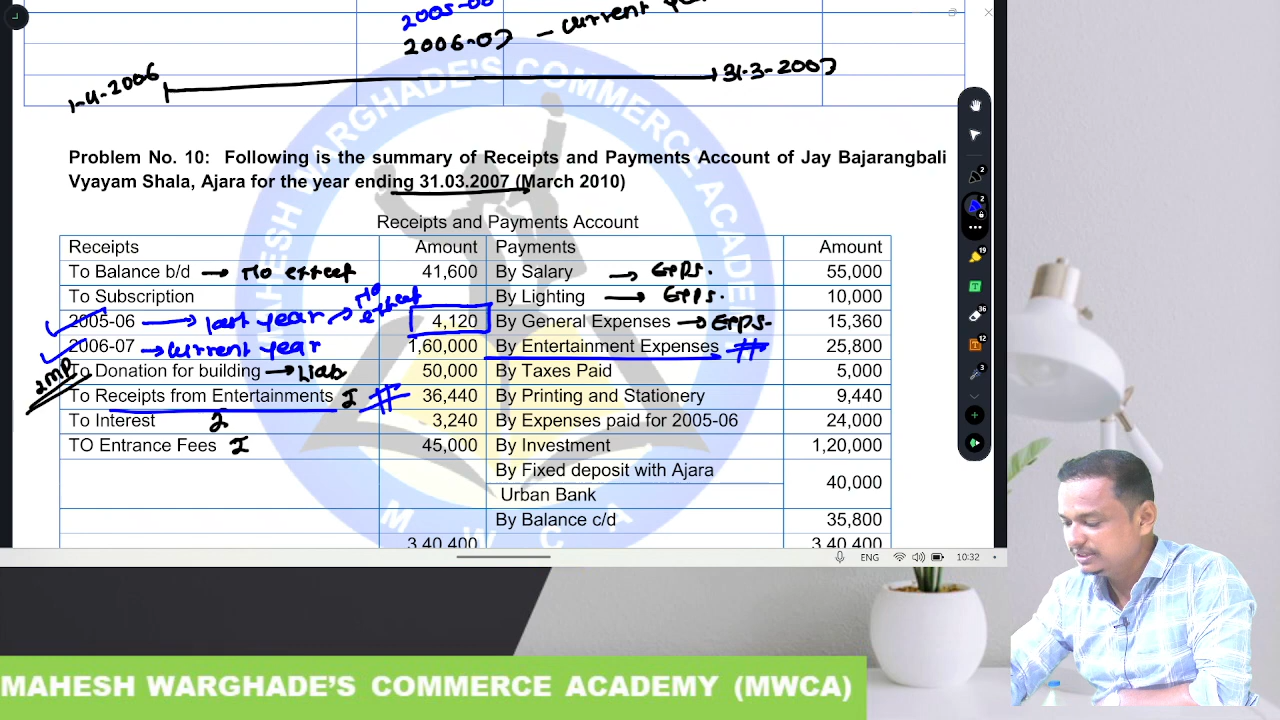 2005-06
2006-07 - current year
1-4-2006 31-3-2007
Problem No. 10: Following is the summary of Receipts and Payments Account of Jay Bajarangbali
Vyayam Shala, Ajara for the year ending 31.03.2007 (March 2010)
Receipts and Payments Account
Receipts Amount Payments Amount
To Balance b/d → No effect 41,600 By Salary → 55,000
To Subscription No effect By Lighting → 10,000
2005-06 → last year → 4,120 By General Expenses → 15,360
2006-07 → current year 1,60,000 By Entertainment Expenses # 25,800
2 imp To Donation for building → Liab 50,000 By Taxes Paid 5,000
To Receipts from Entertainments I # 36,440 By Printing and Stationery 9,440
To Interest I 3,240 By Expenses paid for 2005-06 24,000
TO Entrance Fees I 45,000 By Investment 1,20,000
By Fixed deposit with Ajara
Urban Bank 40,000
By Balance c/d 35,800
3,40,400 3,40,400
ENG 10:32
MAHESH WARGHADE'S COMMERCE ACADEMY
M W C A
MAHESH WARGHADE'S COMMERCE ACADEMY (MWCA)